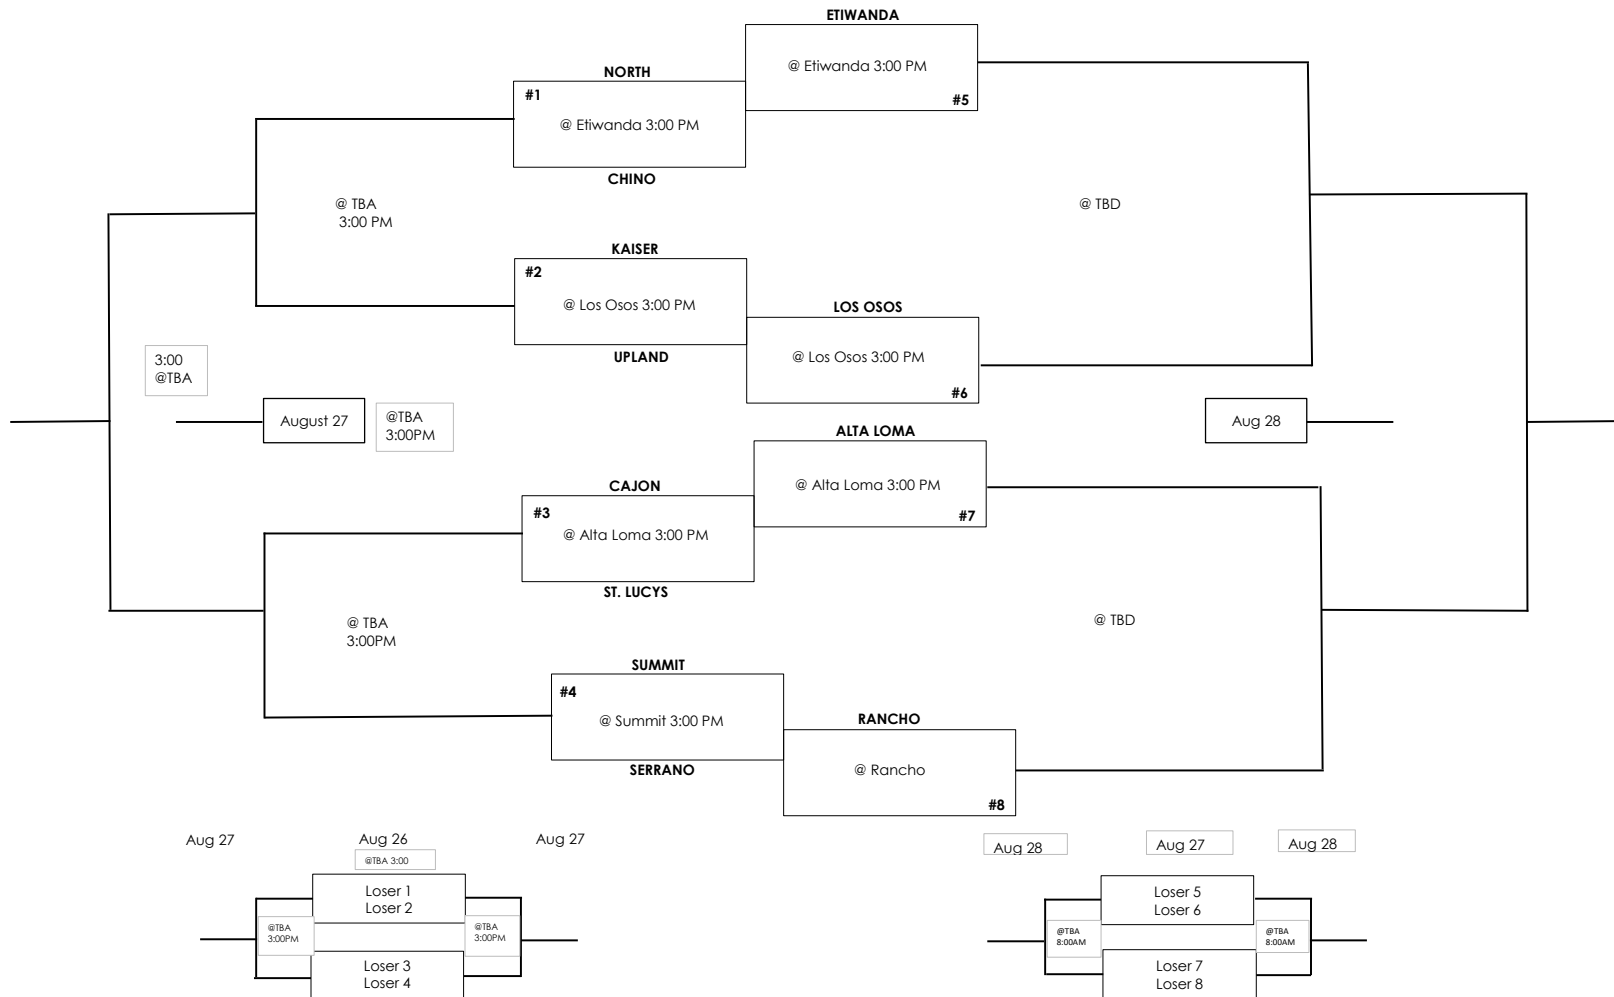 ETIWANDA
@ Etiwanda 3:00 PM
#5
NORTH
#1
@ Etiwanda 3:00 PM
CHINO
@ TBA
3:00 PM
@ TBD
KAISER
#2
@ Los Osos 3:00 PM
UPLAND
LOS OSOS
@ Los Osos 3:00 PM
#6
3:00
@TBA
August 27
@TBA
3:00PM
Aug 28
ALTA LOMA
@ Alta Loma 3:00 PM
#7
CAJON
#3
@ Alta Loma 3:00 PM
ST. LUCYS
@ TBA
3:00PM
@ TBD
SUMMIT
#4
@ Summit 3:00 PM
SERRANO
RANCHO
@ Rancho
#8
Aug 27
Aug 26
Aug 27
@TBA 3:00
Loser 1
Loser 2
@TBA
3:00PM
@TBA
3:00PM
Loser 3
Loser 4
Aug 28
Aug 27
Aug 28
Loser 5
Loser 6
@TBA
8:00AM
@TBA
8:00AM
Loser 7
Loser 8